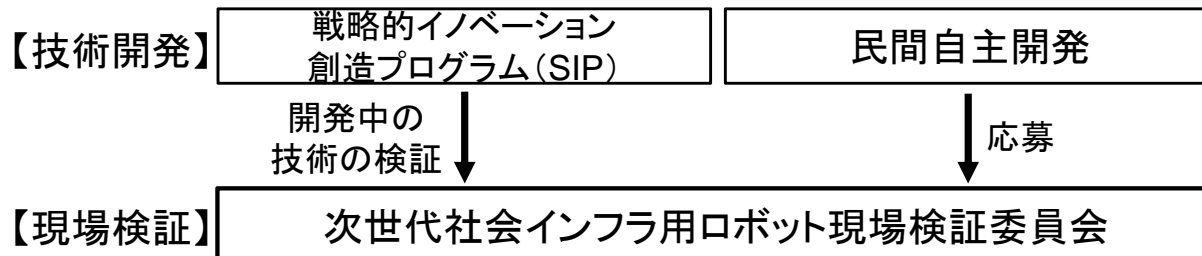 【技術開発】
戦略的イノベーション
創造プログラム（SIP）
民間自主開発
開発中の
技術の検証
応募
【現場検証】
次世代社会インフラ用ロボット現場検証委員会